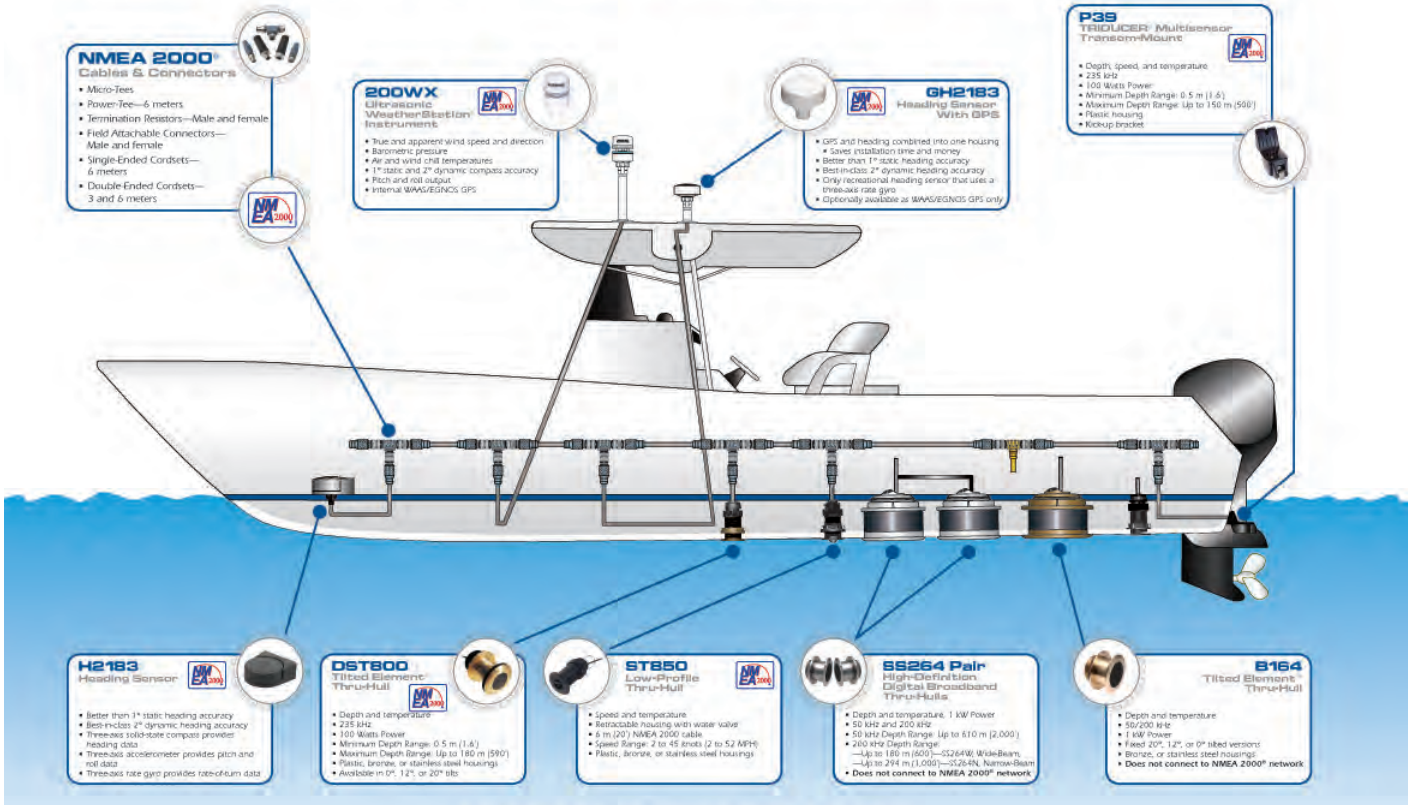 NMEA 2000®
Cables & Connectors
• Micro-Tees
• Power-Tee—6 meters
• Termination Resistors—Male and female
• Field Attachable Connectors—
Male and female
• Single-Ended Cordsets—
6 meters
• Double-Ended Cordsets—
3 and 6 meters
NMEA 2000
200WX
Ultrasonic
WeatherStation®
Instrument
NMEA 2000
• True and apparent wind speed and direction
• Barometric pressure
• Air and wind chill temperatures
• 1° static and 2° dynamic compass accuracy
• Pitch and roll output
• Internal WAAS/EGNOS GPS
GH2183
Heading Sensor
With GPS
NMEA 2000
• GPS and heading combined into one housing
• Saves installation time and money
• Better than 1° static heading accuracy
• Best-in-class 2° dynamic heading accuracy
• Only recreational heading sensor that uses a
three-axis rate gyro
• Optionally available as WAAS/EGNOS GPS only
P39
TRIDUCER® Multisensor
Transom-Mount
NMEA 2000
• Depth, speed, and temperature
• 235 kHz
• 100 Watts Power
• Minimum Depth Range: 0.5 m (1.6')
• Maximum Depth Range: Up to 150 m (500')
• Plastic housing
• Kick-up bracket
H2183
Heading Sensor
NMEA 2000
• Better than 1° static heading accuracy
• Best-in-class 2° dynamic heading accuracy
• Three-axis solid-state compass provides
heading data
• Three-axis accelerometer provides pitch and
roll data
• Three-axis rate gyro provides rate-of-turn data
DST800
Tilted Element™
Thru-Hull
NMEA 2000
• Depth and temperature
• 235 kHz
• 100 Watts Power
• Minimum Depth Range: 0.5 m (1.6')
• Maximum Depth Range: Up to 180 m (590')
• Plastic, bronze, or stainless steel housings
• Available in 0°, 12°, or 20° tilts
ST850
Low-Profile
Thru-Hull
NMEA 2000
• Speed and temperature
• Retractable housing with water valve
• 6 m (20') NMEA 2000 cable
• Speed Range: 2 to 45 knots (2 to 52 MPH)
• Plastic, bronze, or stainless steel housings
SS264 Pair
High-Definition
Digital Broadband
Thru-Hulls
• Depth and temperature, 1 kW Power
• 50 kHz and 200 kHz
• 50 kHz Depth Range: Up to 610 m (2,000')
• 200 kHz Depth Range:
—Up to 180 m (600')—SS264W, Wide-Beam,
—Up to 294 m (1,000')—SS264N, Narrow-Beam
• Does not connect to NMEA 2000® network
B164
Tilted Element™
Thru-Hull
• Depth and temperature
• 50/200 kHz
• 1 kW Power
• Fixed 20°, 12°, or 0° tilted versions
• Bronze, or stainless steel housings
• Does not connect to NMEA 2000® network